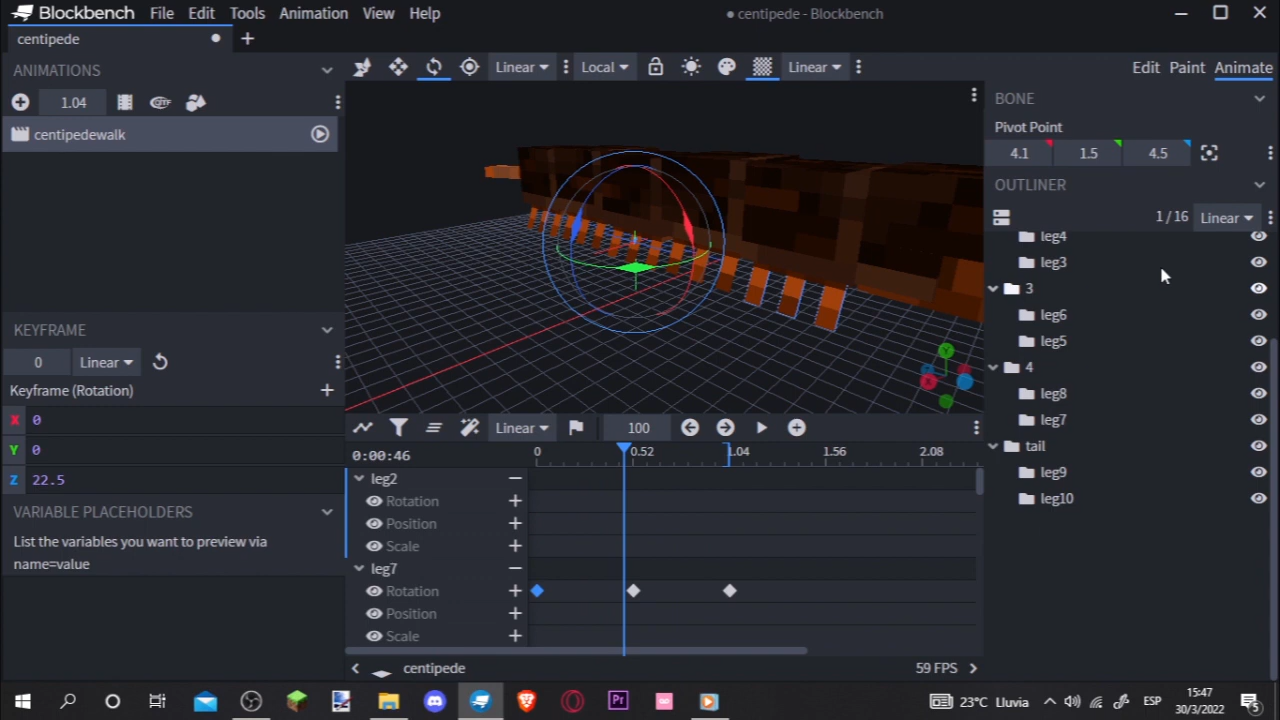 Blockbench File Edit Tools Animation View Help centipede - Blockbench
centipede
ANIMATIONS
1.04
centipedewalk
Linear Local Linear
Edit Paint Animate
BONE
Pivot Point
4.1 1.5 4.5
OUTLINER
1 / 16 Linear
leg4
leg3
3
leg6
leg5
4
leg8
leg7
tail
leg9
leg10
KEYFRAME
0 Linear
Keyframe (Rotation)
X 0
Y 0
Z 22.5
VARIABLE PLACEHOLDERS
List the variables you want to preview via
name=value
Linear 100
0:00:46 0 0.52 1.04 1.56 2.08
leg2
Rotation
Position
Scale
leg7
Rotation
Position
Scale
centipede 59 FPS
23°C Lluvia ESP 15:47
30/3/2022
Pr
5
Y
X